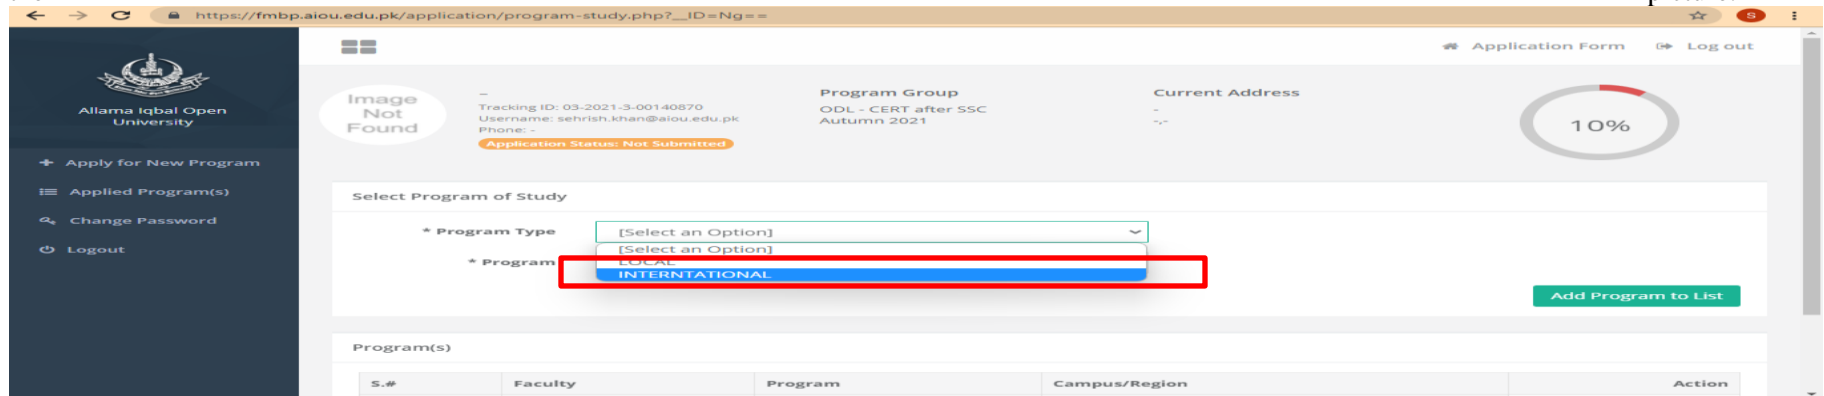 https://fmbp.aiou.edu.pk/application/program-study.php?__ID=Ng==
S
Application Form
Log out
Allama Iqbal Open
University
Apply for New Program
Applied Program(s)
Change Password
Logout
Image
Not
Found
–
Tracking ID: 03-2021-3-00140870
Username: sehrish.khan@aiou.edu.pk
Phone: -
Application Status: Not Submitted
Program Group
ODL - CERT after SSC
Autumn 2021
Current Address
-
-,-
10%
Select Program of Study
* Program Type
[Select an Option]
[Select an Option]
* Program
LOCAL
INTERNTATIONAL
Add Program to List
Program(s)
S.# Faculty Program Campus/Region Action